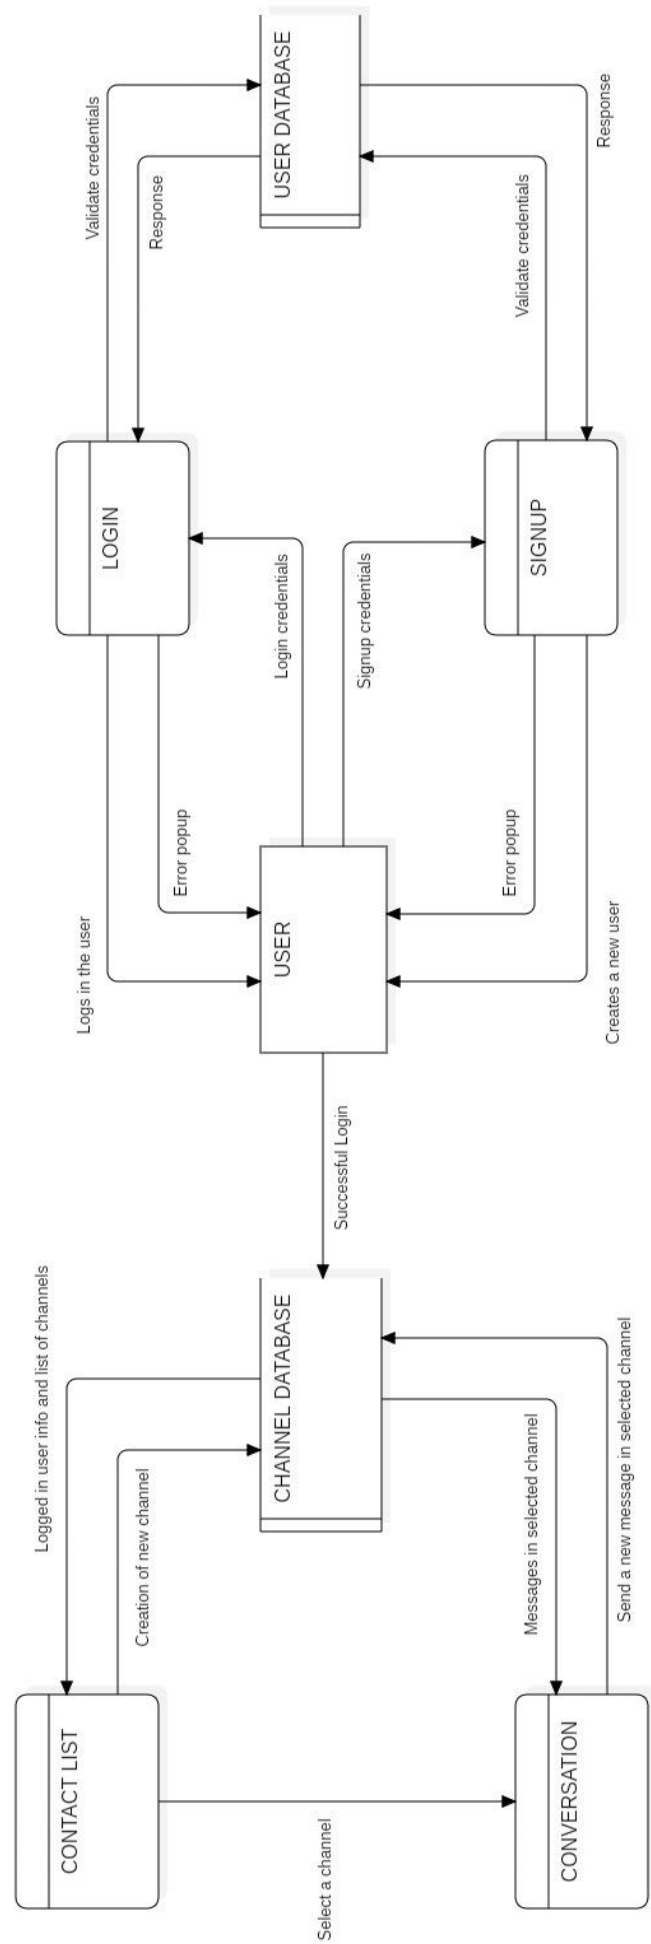 Logged in user info and list of channels
CONTACT LIST
Creation of new channel
Select a channel
CHANNEL DATABASE
Messages in selected channel
CONVERSATION
Send a new message in selected channel
Successful Login
Logs in the user
Error popup
USER
Error popup
Creates a new user
LOGIN
Login credentials
Signup credentials
SIGNUP
Validate credentials
Response
USER DATABASE
Validate credentials
Response